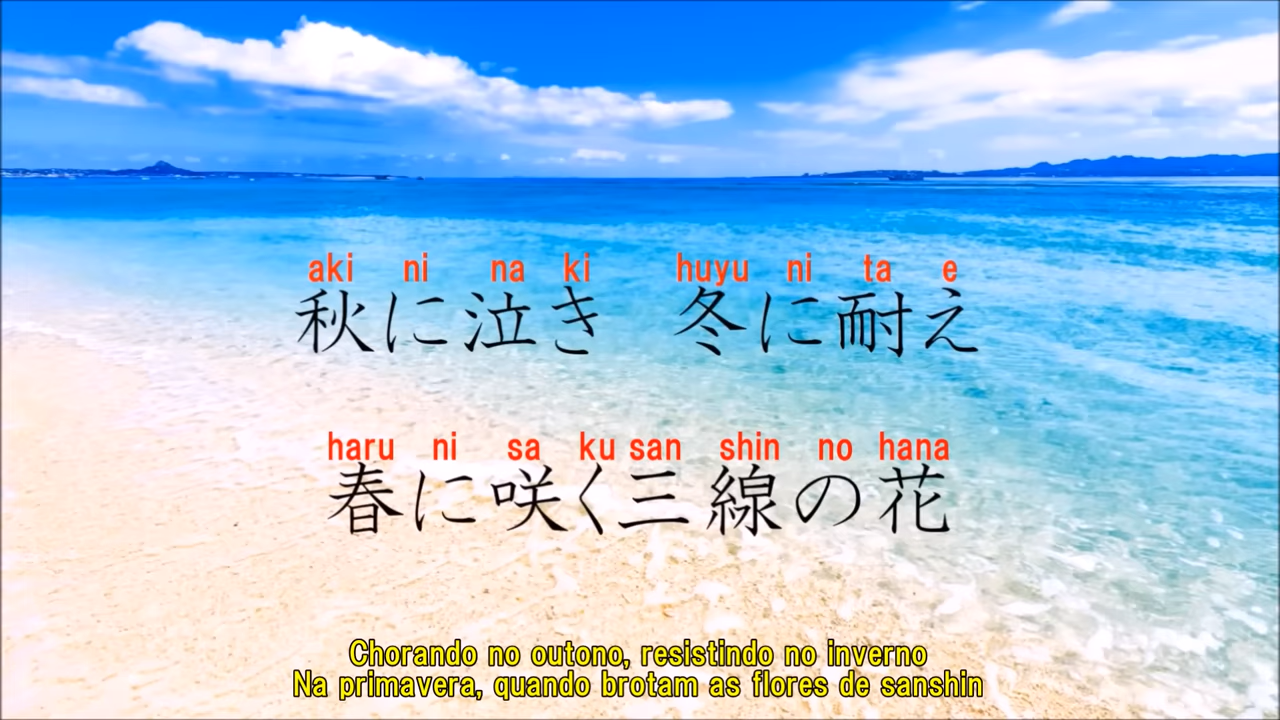 aki ni na ki huyu ni ta e
秋に泣き 冬に耐え
haru ni sa ku san shin no hana
春に咲く三線の花
Chorando no outono, resistindo no inverno
Na primavera, quando brotam as flores de sanshin